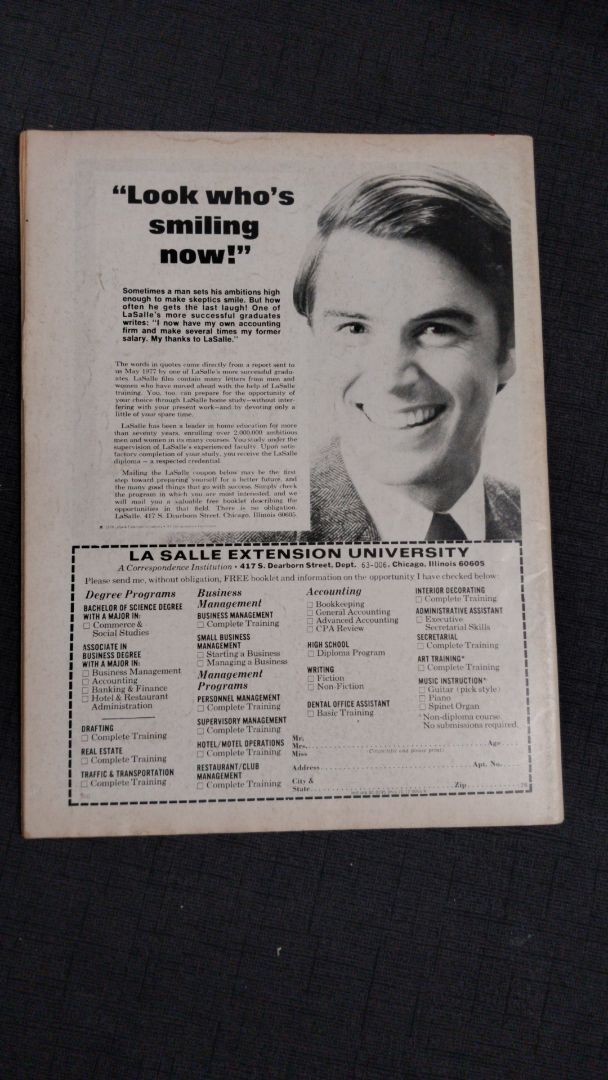 “Look who's
smiling
now!”
Sometimes a man sets his ambitions high
enough to make skeptics smile. But how
often he gets the last laugh! One of
LaSalle's more successful graduates
writes: "I now have my own accounting
firm and make several times my former
salary. My thanks to LaSalle."
The words in quotes come directly from a report sent to
us May 1977 by one of LaSalle's more successful gradu-
ates. LaSalle files contain many letters from men and
women who have moved ahead with the help of LaSalle
training. You, too, can prepare for the opportunity of
your choice through LaSalle home study—without inter-
fering with your present work—and by devoting only a
little of your spare time.
LaSalle has been a leader in home education for more
than seventy years, enrolling over 2,000,000 ambitious
men and women in its many courses. You study under the
supervision of LaSalle's experienced faculty. Upon satis-
factory completion of your study, you receive the LaSalle
diploma – a respected credential.
Mailing the LaSalle coupon below may be the first
step toward preparing yourself for a better future, and
the many good things that go with success. Simply check
the program in which you are most interested, and we
will mail you a valuable free booklet describing the
opportunities in that field. There is no obligation.
LaSalle, 417 S. Dearborn Street, Chicago, Illinois 60605.
LA SALLE EXTENSION UNIVERSITY
A Correspondence Institution • 417 S. Dearborn Street, Dept. 63-006, Chicago, Illinois 60605
Please send me, without obligation, FREE booklet and information on the opportunity I have checked below:
Degree Programs
BACHELOR OF SCIENCE DEGREE
WITH A MAJOR IN:
Commerce &
Social Studies
ASSOCIATE IN
BUSINESS DEGREE
WITH A MAJOR IN:
Business Management
Accounting
Banking & Finance
Hotel & Restaurant
Administration
DRAFTING
Complete Training
REAL ESTATE
Complete Training
TRAFFIC & TRANSPORTATION
Complete Training
Business
Management
BUSINESS MANAGEMENT
Complete Training
SMALL BUSINESS
MANAGEMENT
Starting a Business
Managing a Business
Management
Programs
PERSONNEL MANAGEMENT
Complete Training
SUPERVISORY MANAGEMENT
Complete Training
HOTEL/MOTEL OPERATIONS
Complete Training
RESTAURANT/CLUB
MANAGEMENT
Complete Training
Accounting
Bookkeeping
General Accounting
Advanced Accounting
CPA Review
HIGH SCHOOL
Diploma Program
WRITING
Fiction
Non-Fiction
DENTAL OFFICE ASSISTANT
Basic Training
INTERIOR DECORATING
Complete Training
ADMINISTRATIVE ASSISTANT
Executive
Secretarial Skills
SECRETARIAL
Complete Training
ART TRAINING*
Complete Training
MUSIC INSTRUCTION*
Guitar (pick style)
Piano
Spinet Organ
*Non-diploma course.
No submissions required.
Mr.
Mrs. Age
Miss
Address Apt. No.
City &
State Zip